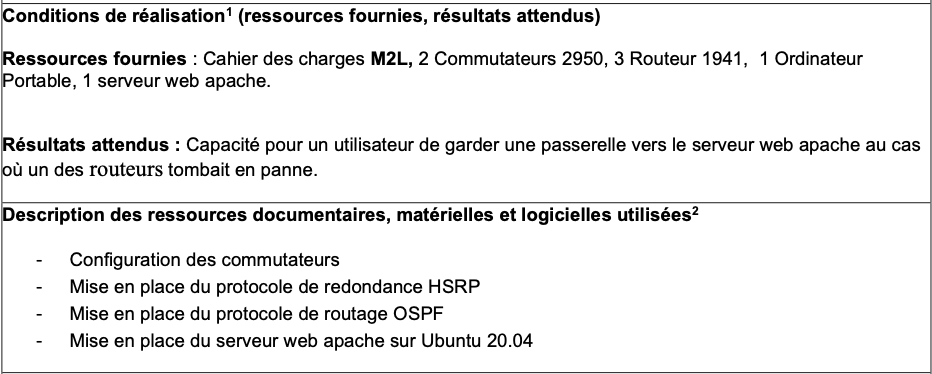 Conditions de réalisation¹ (ressources fournies, résultats attendus)
Ressources fournies : Cahier des charges M2L, 2 Commutateurs 2950, 3 Routeur 1941, 1 Ordinateur
Portable, 1 serveur web apache.
Résultats attendus : Capacité pour un utilisateur de garder une passerelle vers le serveur web apache au cas
où un des routeurs tombait en panne.
Description des ressources documentaires, matérielles et logicielles utilisées²
- Configuration des commutateurs
- Mise en place du protocole de redondance HSRP
- Mise en place du protocole de routage OSPF
- Mise en place du serveur web apache sur Ubuntu 20.04